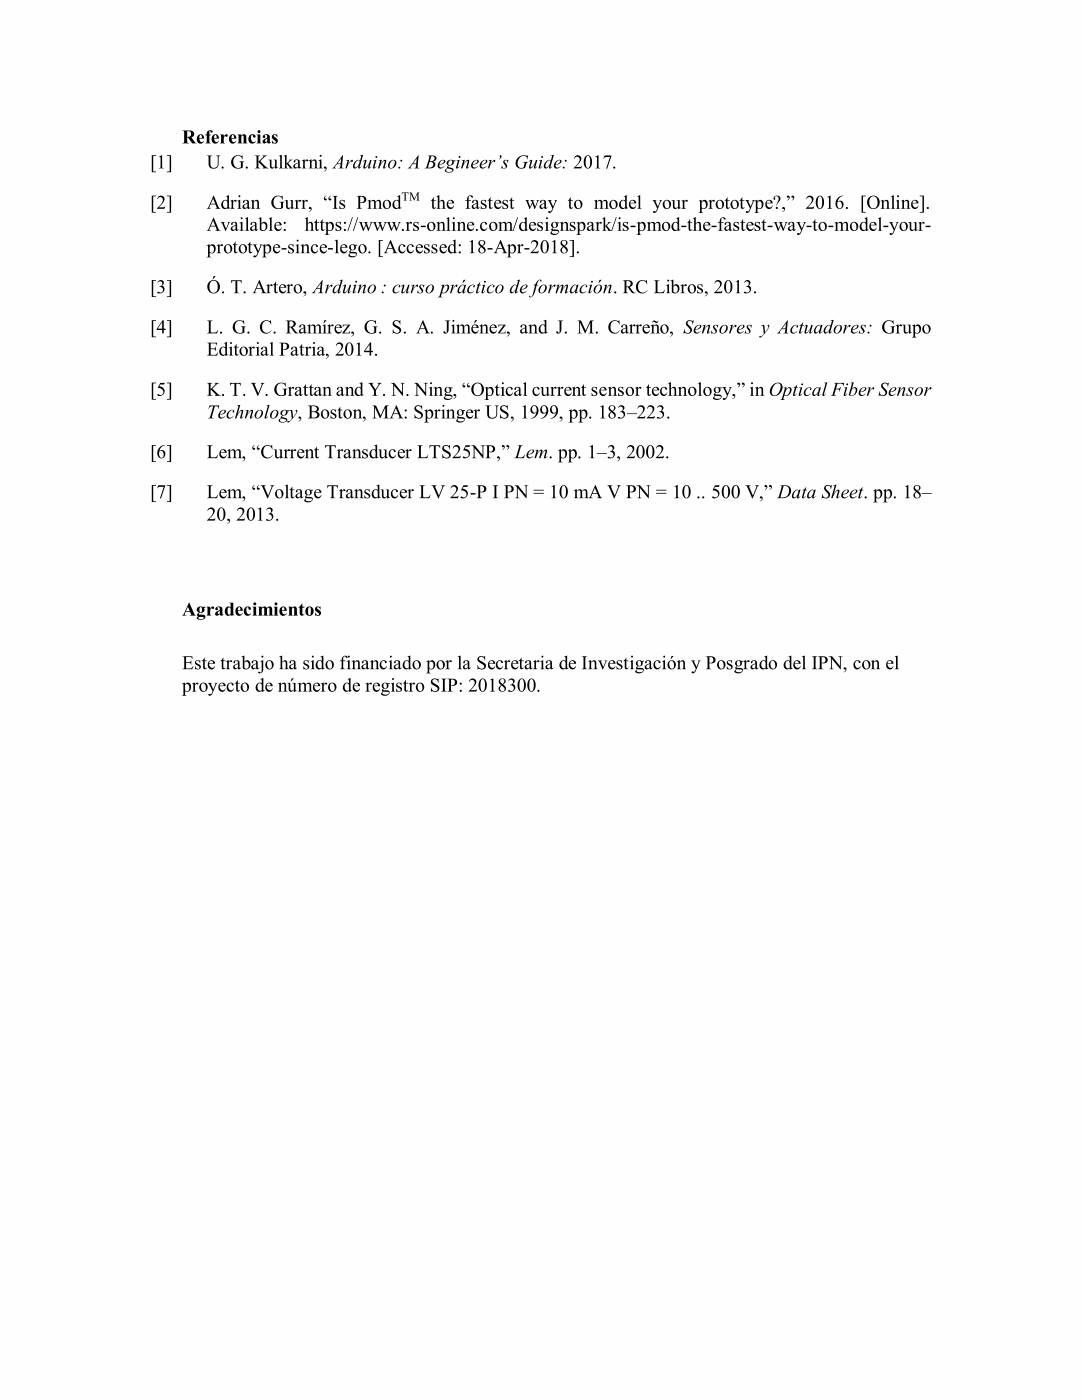 Referencias
[1] U. G. Kulkarni, Arduino: A Begineer’s Guide: 2017.
[2] Adrian Gurr, “Is Pmod™ the fastest way to model your prototype?,” 2016. [Online].
Available: https://www.rs-online.com/designspark/is-pmod-the-fastest-way-to-model-your-
prototype-since-lego. [Accessed: 18-Apr-2018].
[3] Ó. T. Artero, Arduino : curso práctico de formación. RC Libros, 2013.
[4] L. G. C. Ramírez, G. S. A. Jiménez, and J. M. Carreño, Sensores y Actuadores: Grupo
Editorial Patria, 2014.
[5] K. T. V. Grattan and Y. N. Ning, “Optical current sensor technology,” in Optical Fiber Sensor
Technology, Boston, MA: Springer US, 1999, pp. 183–223.
[6] Lem, “Current Transducer LTS25NP,” Lem. pp. 1–3, 2002.
[7] Lem, “Voltage Transducer LV 25-P I PN = 10 mA V PN = 10 .. 500 V,” Data Sheet. pp. 18–
20, 2013.
Agradecimientos
Este trabajo ha sido financiado por la Secretaria de Investigación y Posgrado del IPN, con el
proyecto de número de registro SIP: 2018300.